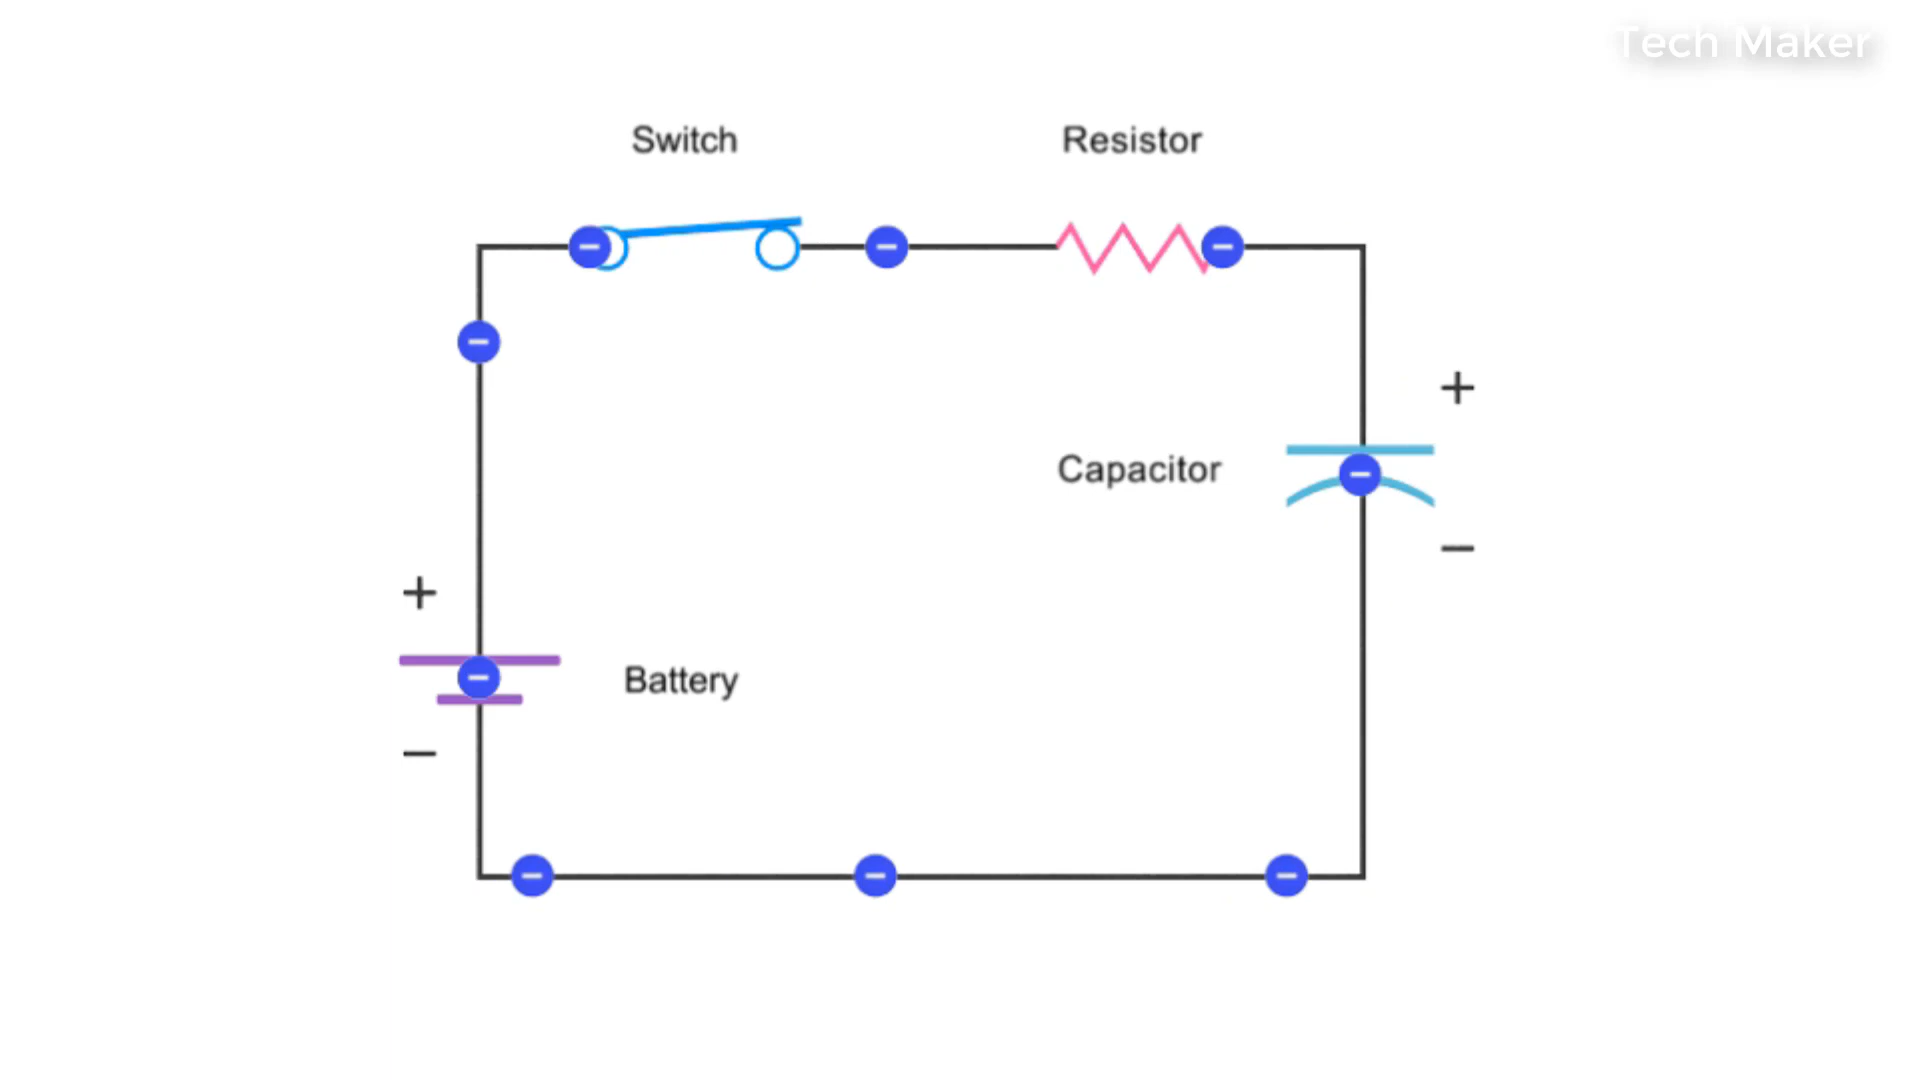 Tech Maker
Switch
Resistor
+
Capacitor
−
+
Battery
−